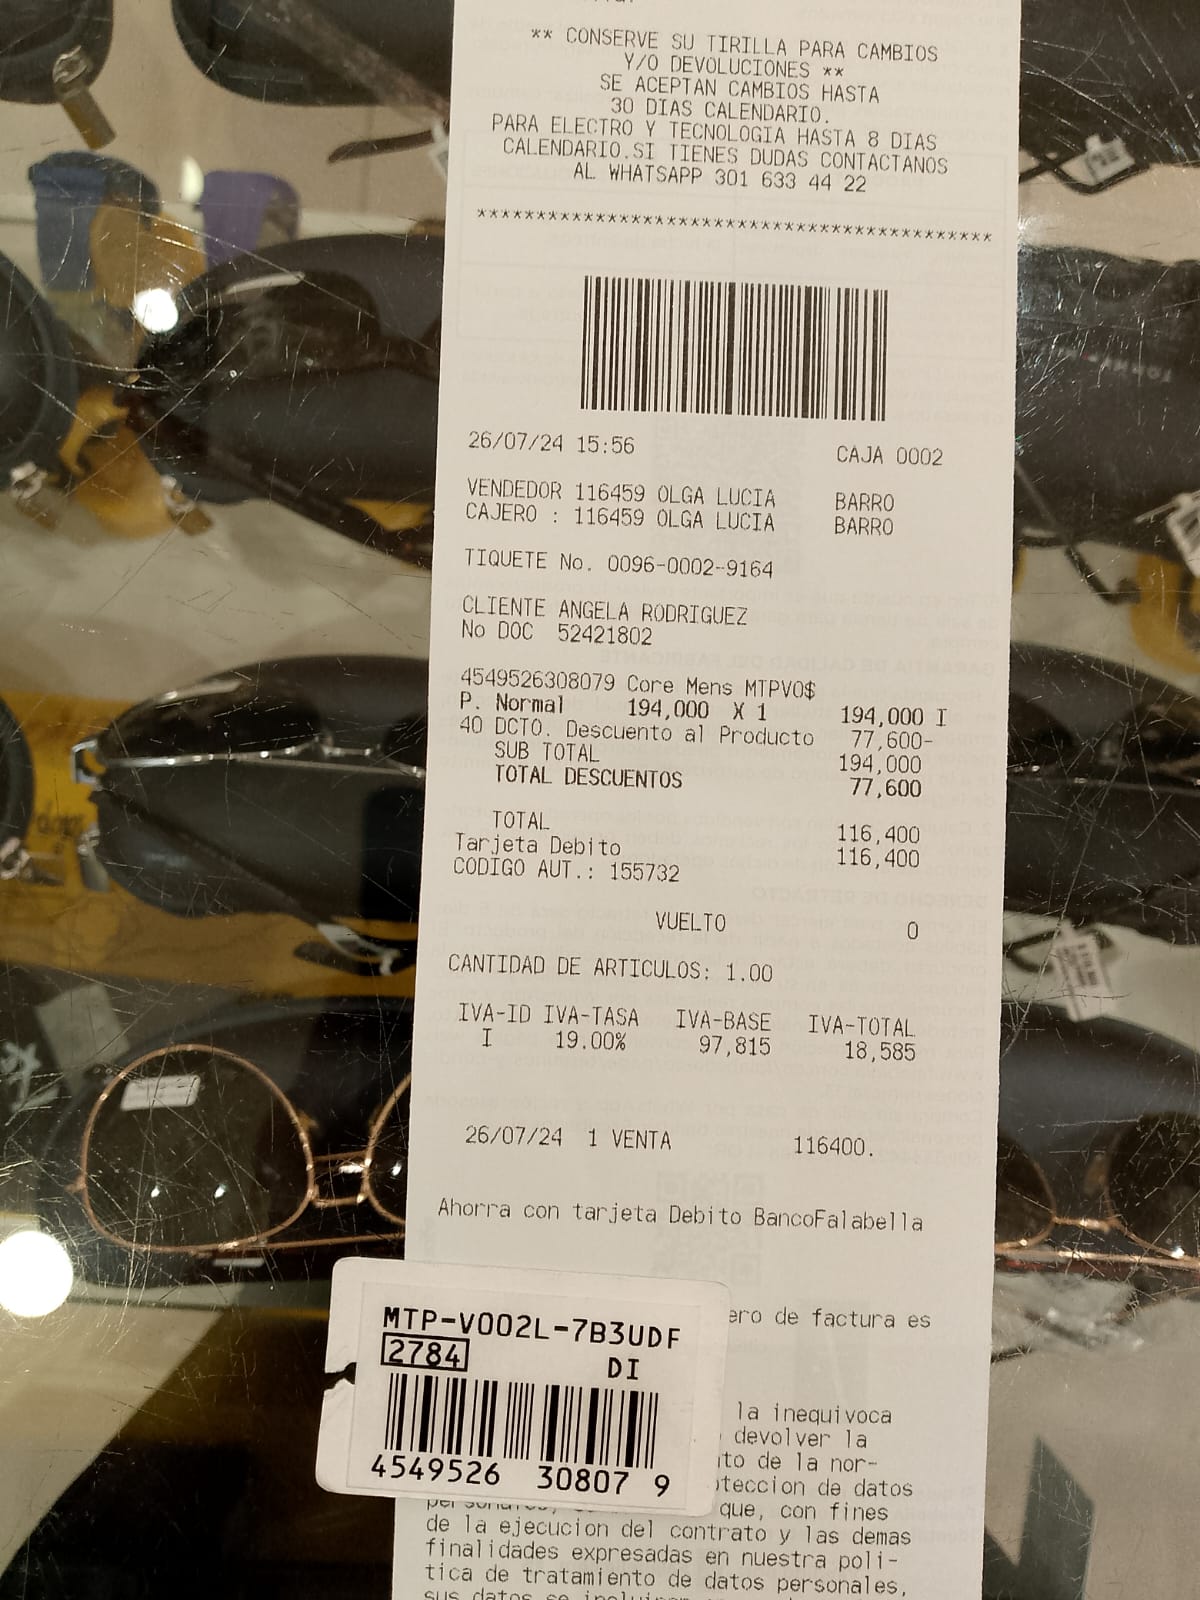 ** CONSERVE SU TIRILLA PARA CAMBIOS
Y/O DEVOLUCIONES **
SE ACEPTAN CAMBIOS HASTA
30 DIAS CALENDARIO.
PARA ELECTRO Y TECNOLOGIA HASTA 8 DIAS
CALENDARIO.SI TIENES DUDAS CONTACTANOS
AL WHATSAPP 301 633 44 22
*******************************************
26/07/24 15:56 CAJA 0002
VENDEDOR 116459 OLGA LUCIA BARRO
CAJERO : 116459 OLGA LUCIA BARRO
TIQUETE No. 0096-0002-9164
CLIENTE ANGELA RODRIGUEZ
No DOC 52421802
4549526308079 Core Mens MTPV0$
P. Normal 194,000 X 1 194,000 I
40 DCTO. Descuento al Producto 77,600-
SUB TOTAL 194,000
TOTAL DESCUENTOS 77,600
TOTAL 116,400
Tarjeta Debito 116,400
CODIGO AUT.: 155732
VUELTO 0
CANTIDAD DE ARTICULOS: 1.00
IVA-ID IVA-TASA IVA-BASE IVA-TOTAL
I 19.00% 97,815 18,585
26/07/24 1 VENTA 116400.
Ahorra con tarjeta Debito BancoFalabella
MTP-V002L-7B3UDF
2784 DI
4549526 30807 9
de factura es
la inequivoca
devolver la
de la nor-
de datos
que, con fines
de la ejecucion del contrato y las demas
finalidades expresadas en nuestra poli-
tica de tratamiento de datos personales,
sus datos se